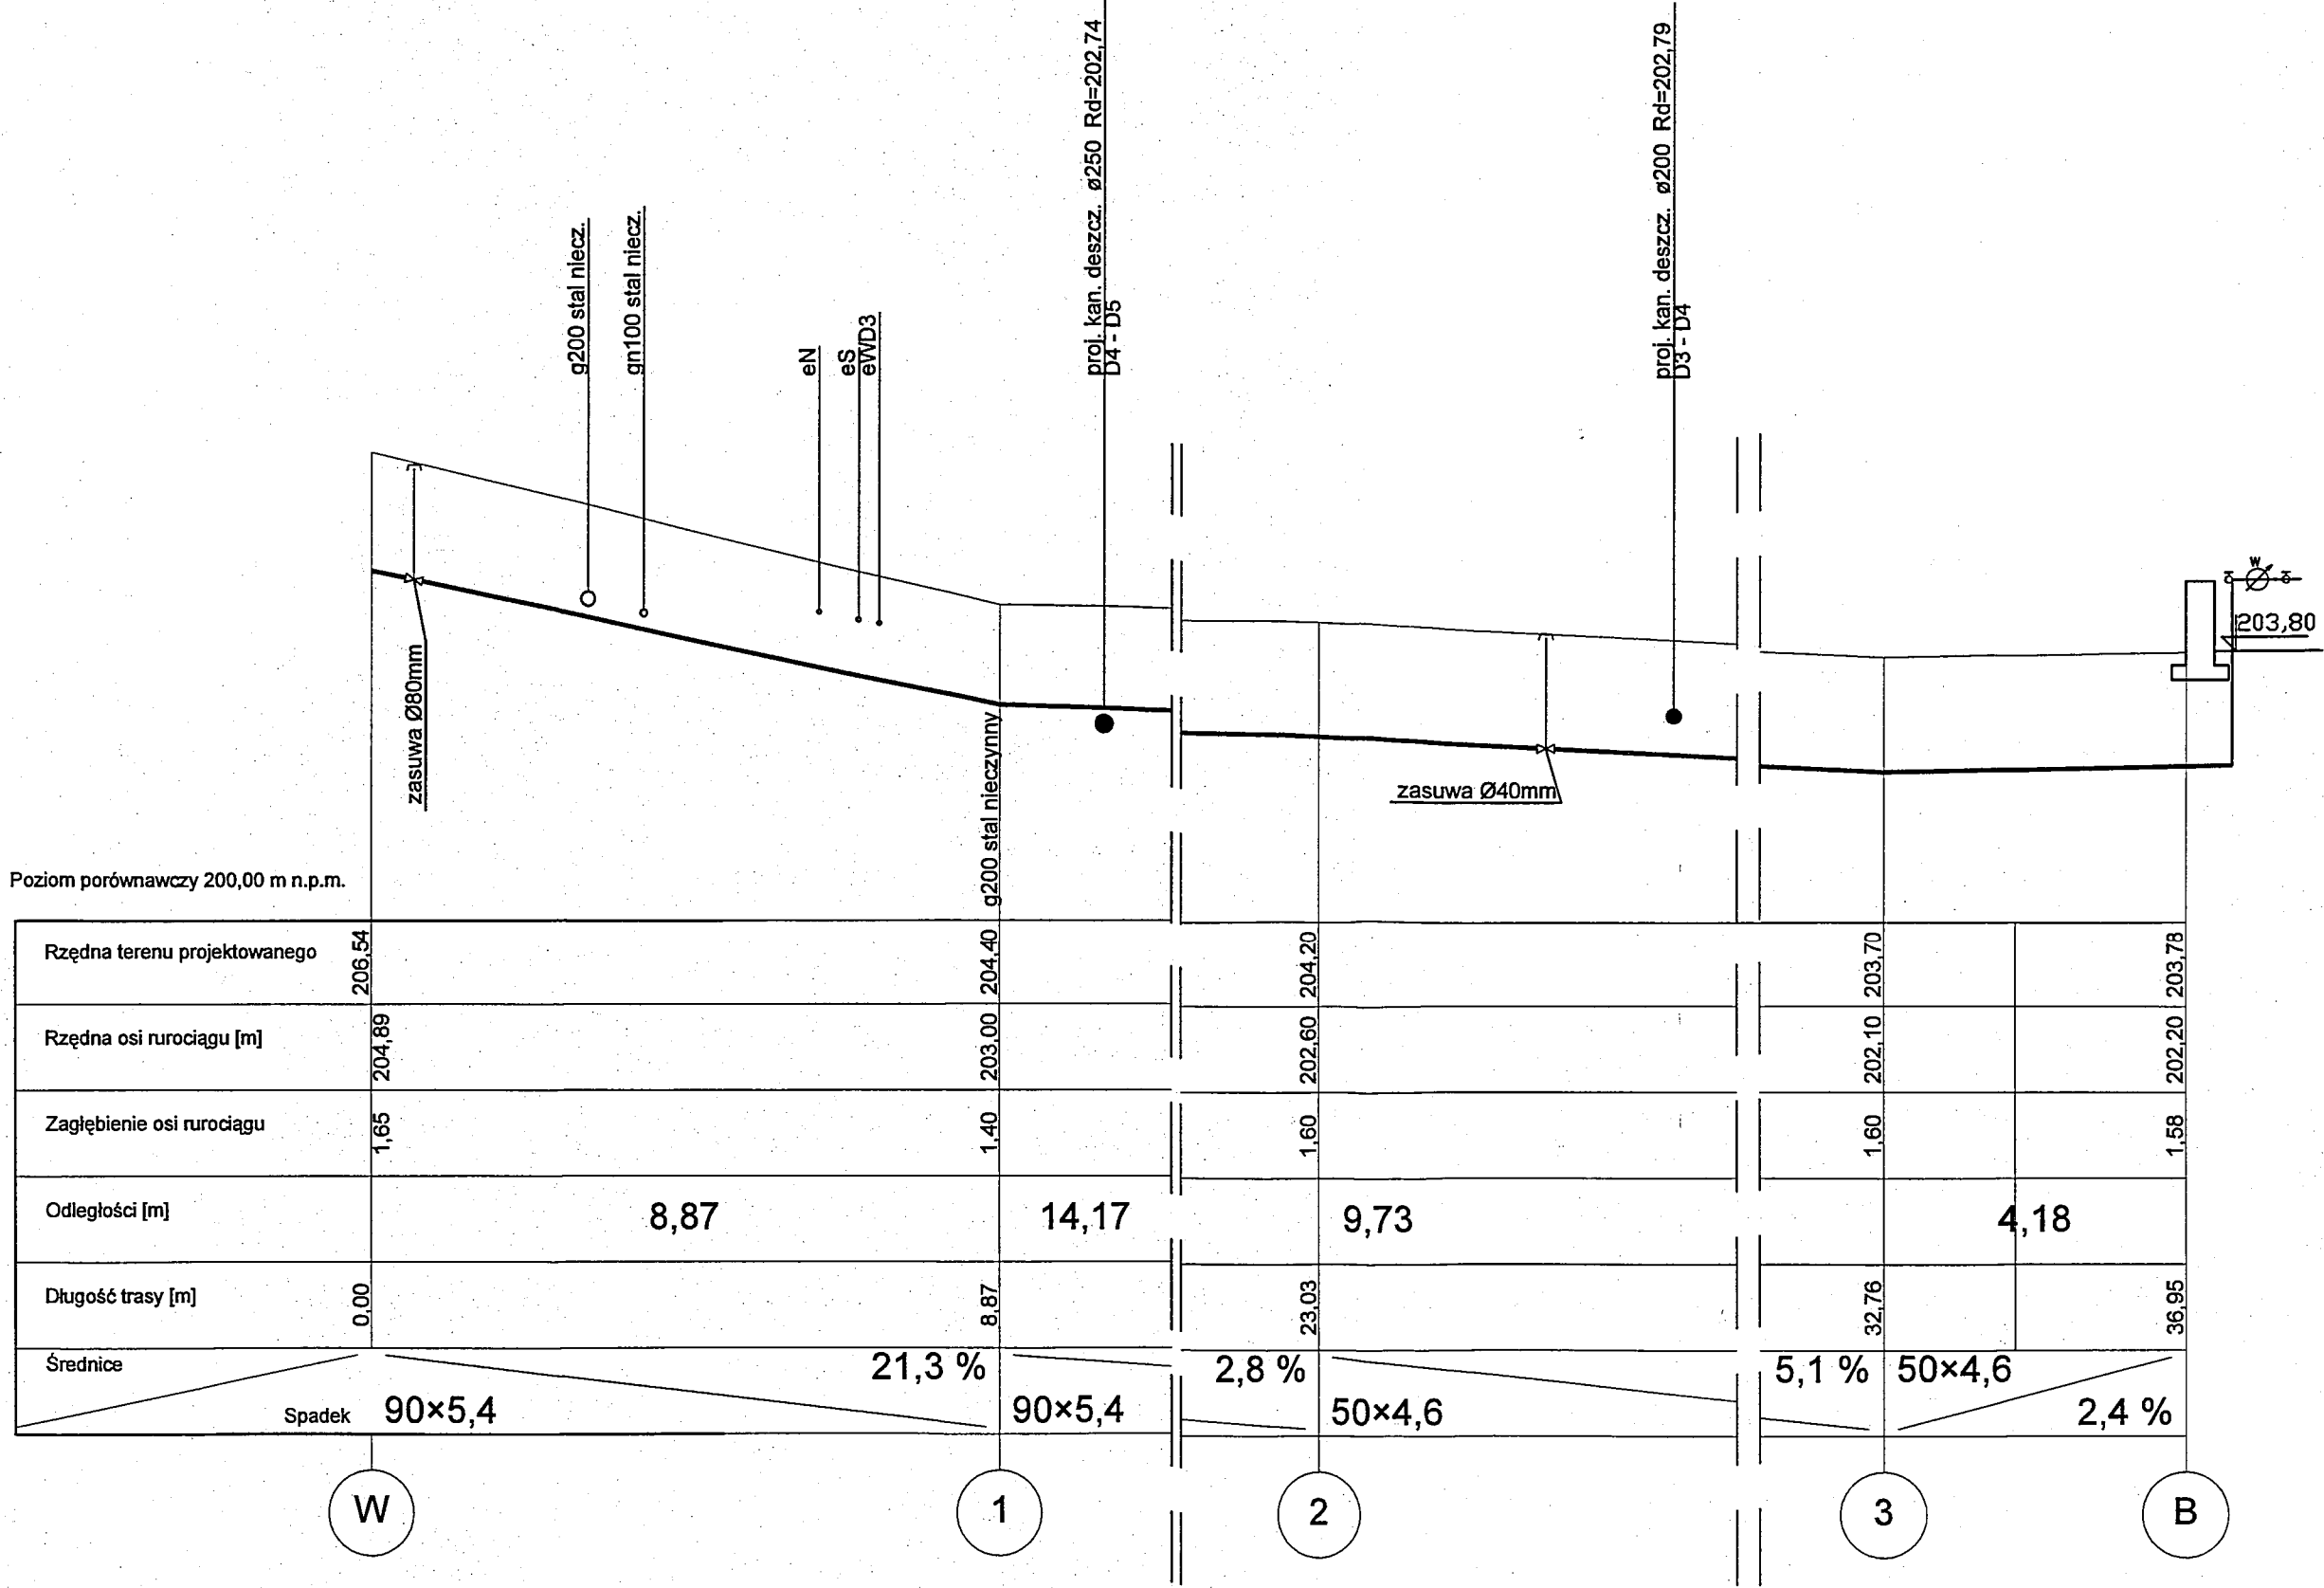 proj. kan. deszcz. ø250 Rd=202,74
D4 - D5
proj. kan. deszcz. ø200 Rd=202,79
D3 - D4
g200 stal niecz.
gn100 stal niecz.
eN
eS
eWD3
W
203,80
zasuwa Ø80mm
g200 stal nieczynny
zasuwa Ø40mm
Poziom porównawczy 200,00 m n.p.m.
Rzędna terenu projektowanego 206,54 204,40 204,20 203,70 203,78
Rzędna osi rurociągu [m] 204,89 203,00 202,60 202,10 202,20
Zagłębienie osi rurociągu 1,65 1,40 1,60 1,60 1,58
Odległości [m] 8,87 14,17 9,73 4,18
Długość trasy [m] 0,00 8,87 23,03 32,76 36,95
Średnice 21,3 % 2,8 % 5,1 % 50×4,6
Spadek 90×5,4 90×5,4 50×4,6 2,4 %
W 1 2 3 B